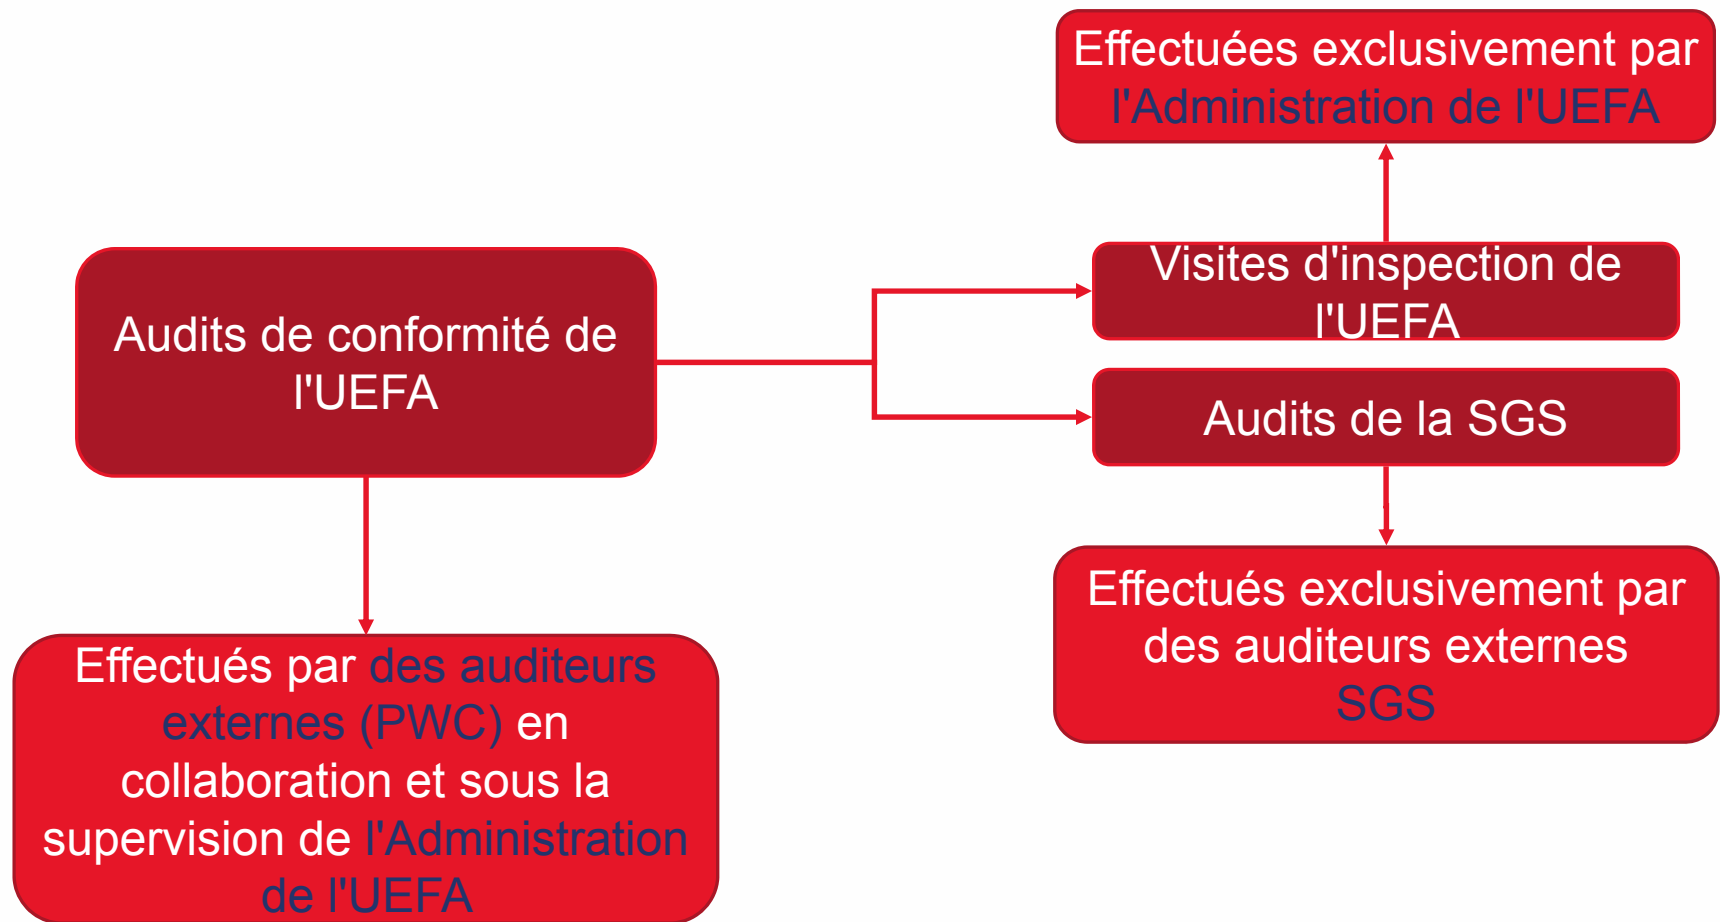 Effectuées exclusivement par
l'Administration de l'UEFA
Visites d'inspection de
l'UEFA
Audits de conformité de
l'UEFA
Audits de la SGS
Effectués exclusivement par
des auditeurs externes
SGS
Effectués par des auditeurs
externes (PWC) en
collaboration et sous la
supervision de l'Administration
de l'UEFA